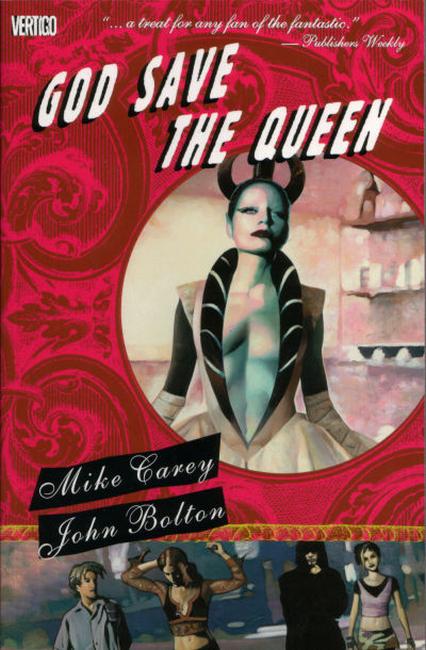 VERTIGO
“... a treat for any fan of the fantastic.”
— Publishers Weekly
GOD SAVE
THE QUEEN
Mike Carey
John Bolton